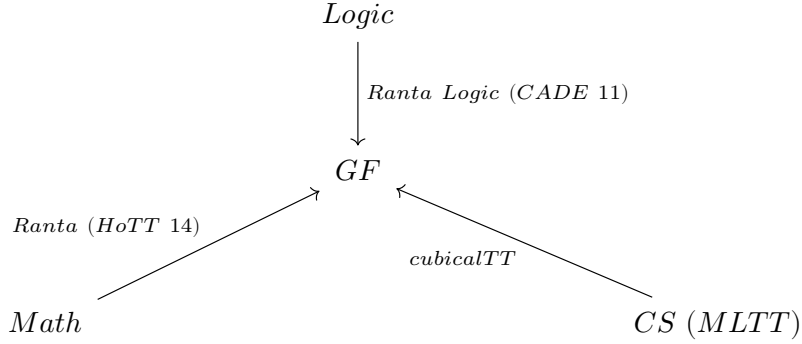 Logic
Ranta Logic (CADE 11)
GF
Ranta (HoTT 14)
cubicalTT
Math
CS (MLTT)